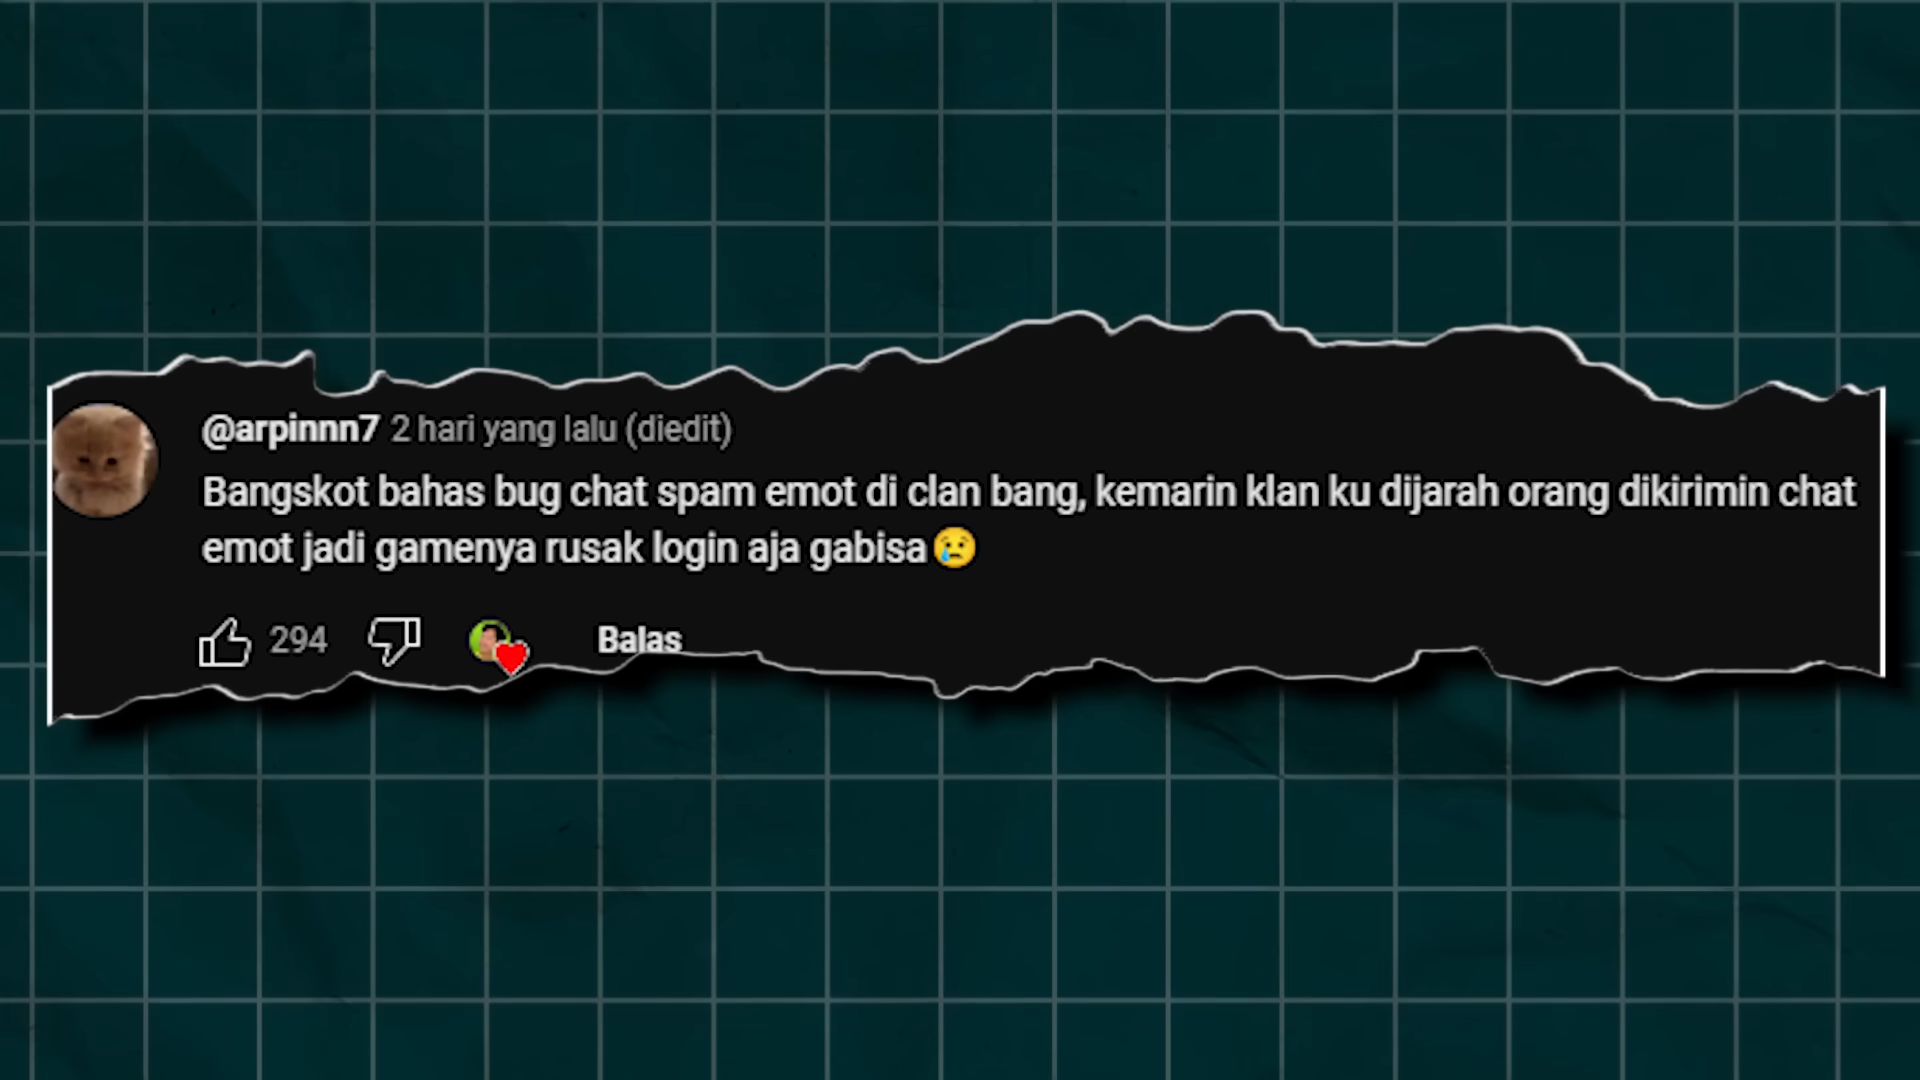 @arpinnn7 2 hari yang lalu (diedit)
Bangskot bahas bug chat spam emot di clan bang, kemarin klan ku dijarah orang dikirimin chat
emot jadi gamenya rusak login aja gabisa😢
294 Balas